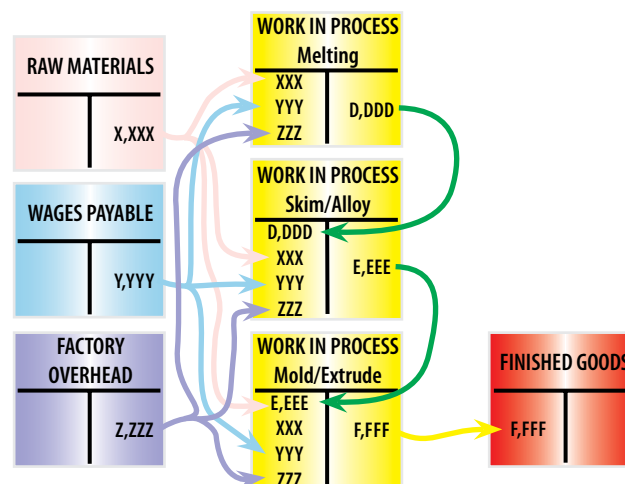 RAW MATERIALS
X,XXX
WAGES PAYABLE
Y,YYY
FACTORY
OVERHEAD
Z,ZZZ
WORK IN PROCESS
Melting
XXX
YYY
D,DDD
ZZZ
WORK IN PROCESS
Skim/Alloy
D,DDD
XXX
E,EEE
YYY
ZZZ
WORK IN PROCESS
Mold/Extrude
E,EEE
XXX
F,FFF
YYY
ZZZ
FINISHED GOODS
F,FFF